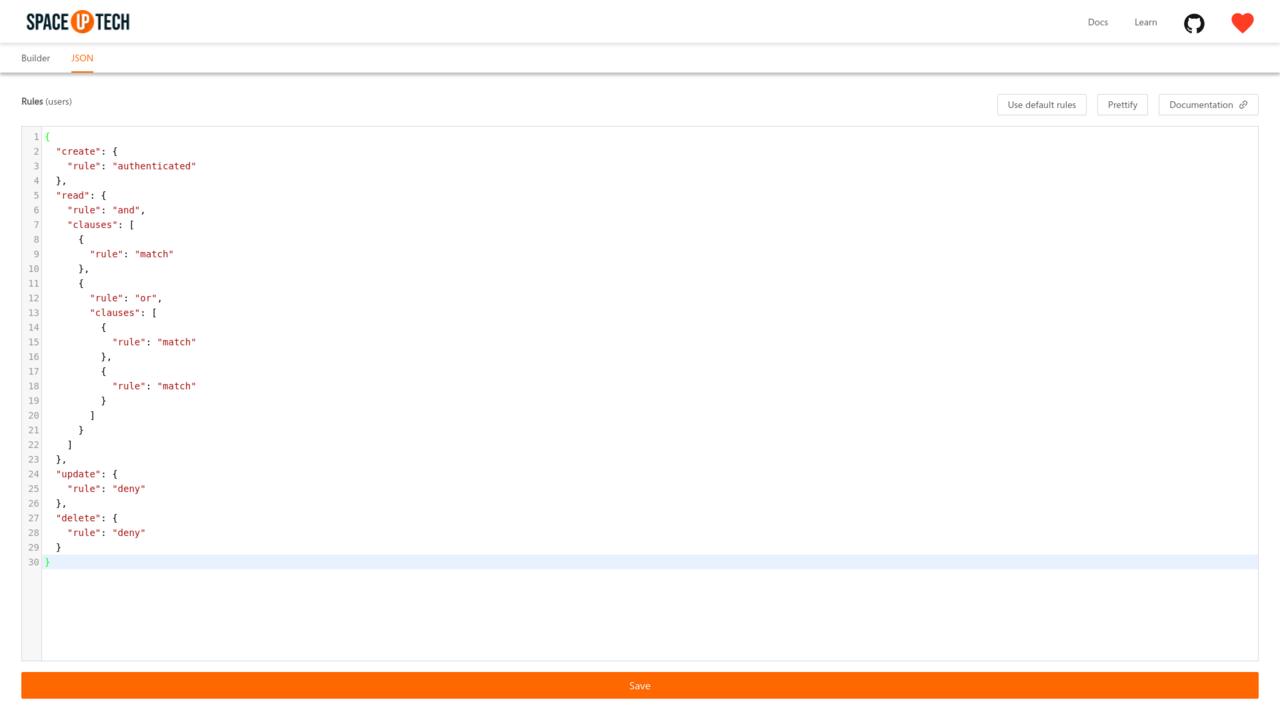 SPACE UP TECH
Docs
Learn
Builder
JSON
Rules (users)
Use default rules
Prettify
Documentation
1 {
2   "create": {
3     "rule": "authenticated"
4   },
5   "read": {
6     "rule": "and",
7     "clauses": [
8       {
9         "rule": "match"
10       },
11       {
12         "rule": "or",
13         "clauses": [
14           {
15             "rule": "match"
16           },
17           {
18             "rule": "match"
19           }
20         ]
21       }
22     ]
23   },
24   "update": {
25     "rule": "deny"
26   },
27   "delete": {
28     "rule": "deny"
29   }
30 }
Save